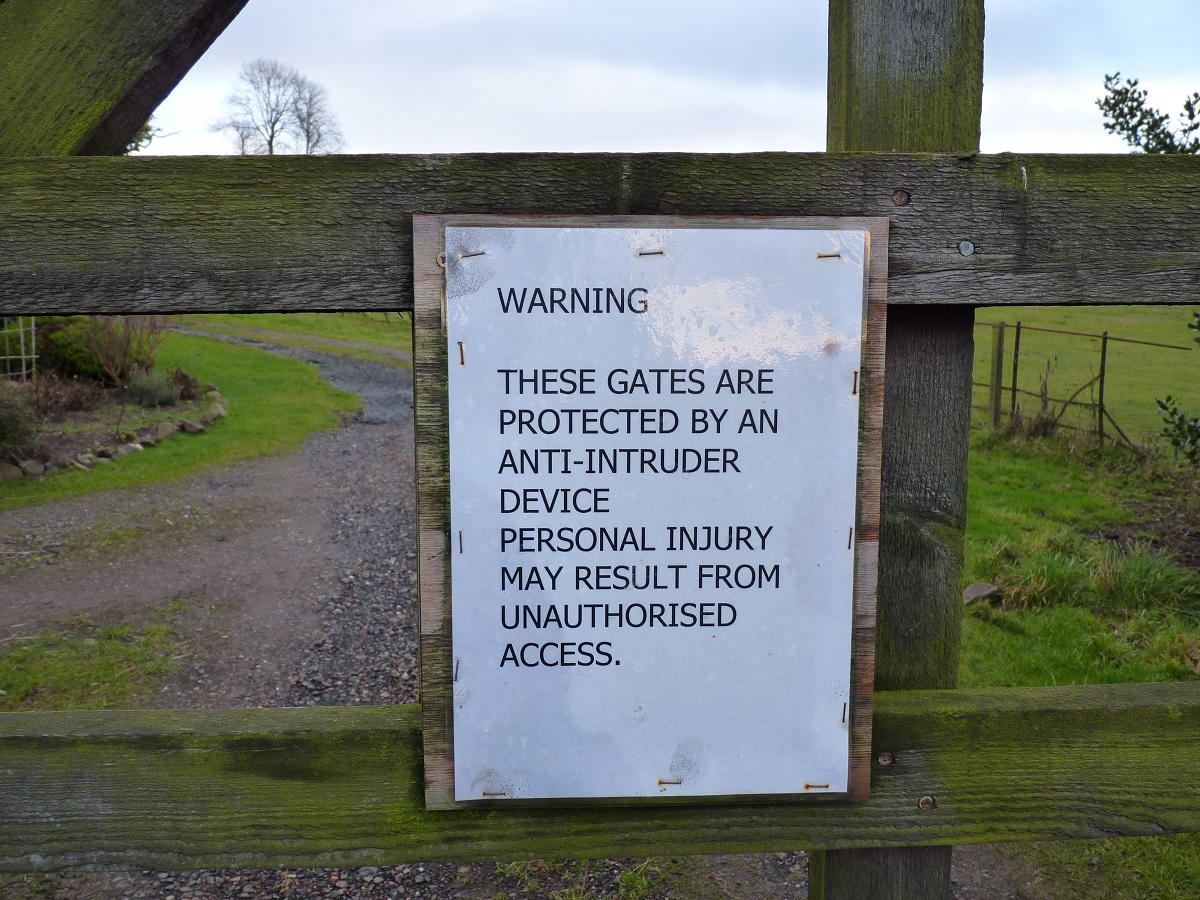 WARNING
THESE GATES ARE
PROTECTED BY AN
ANTI-INTRUDER
DEVICE
PERSONAL INJURY
MAY RESULT FROM
UNAUTHORISED
ACCESS.